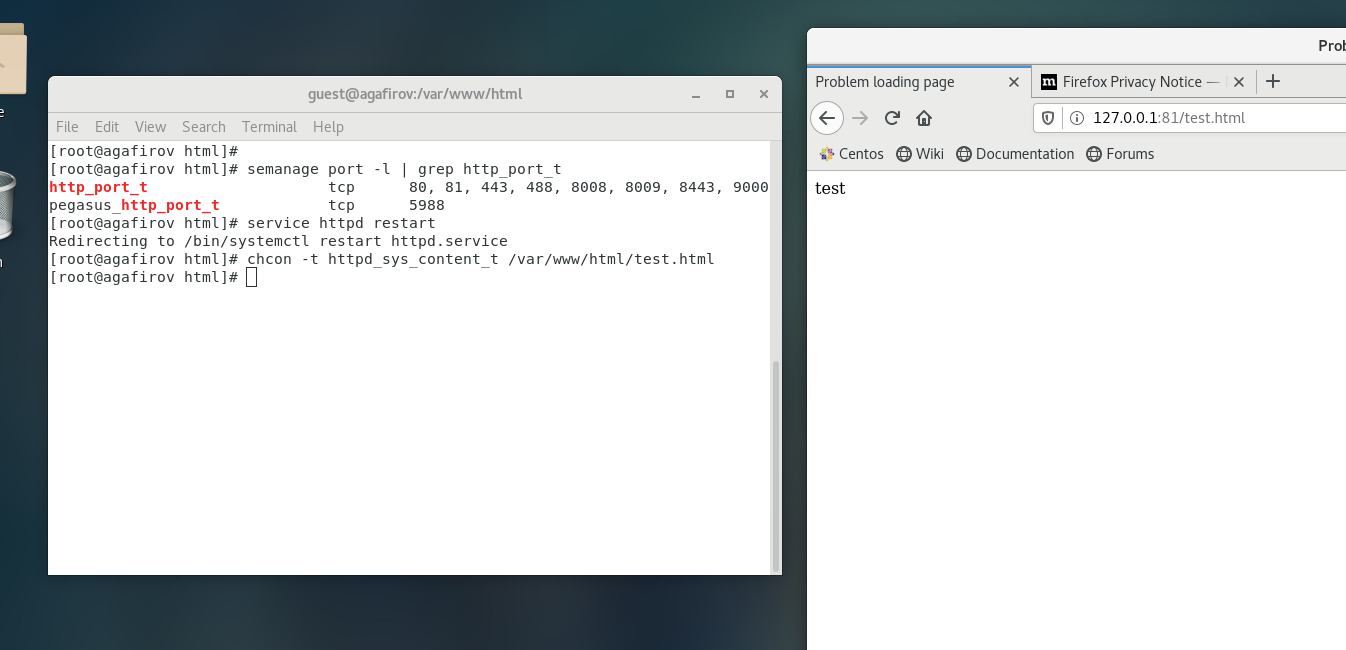 guest@agafirov:/var/www/html
File Edit View Search Terminal Help
[root@agafirov html]#
[root@agafirov html]# semanage port -l | grep http_port_t
http_port_t                    tcp      80, 81, 443, 488, 8008, 8009, 8443, 9000
pegasus_http_port_t            tcp      5988
[root@agafirov html]# service httpd restart
Redirecting to /bin/systemctl restart httpd.service
[root@agafirov html]# chcon -t httpd_sys_content_t /var/www/html/test.html
[root@agafirov html]#
Problem loading page
Firefox Privacy Notice —
127.0.0.1:81/test.html
Centos Wiki Documentation Forums
test